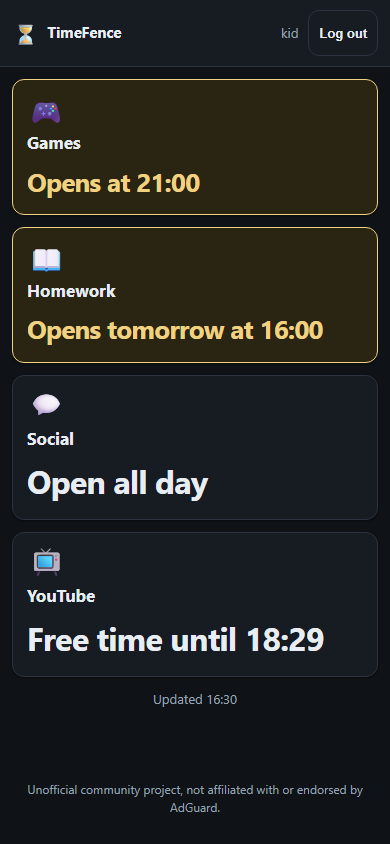 TimeFence
kid
Log out
Games
Opens at 21:00
Homework
Opens tomorrow at 16:00
Social
Open all day
YouTube
Free time until 18:29
Updated 16:30
Unofficial community project, not affiliated with or endorsed by
AdGuard.